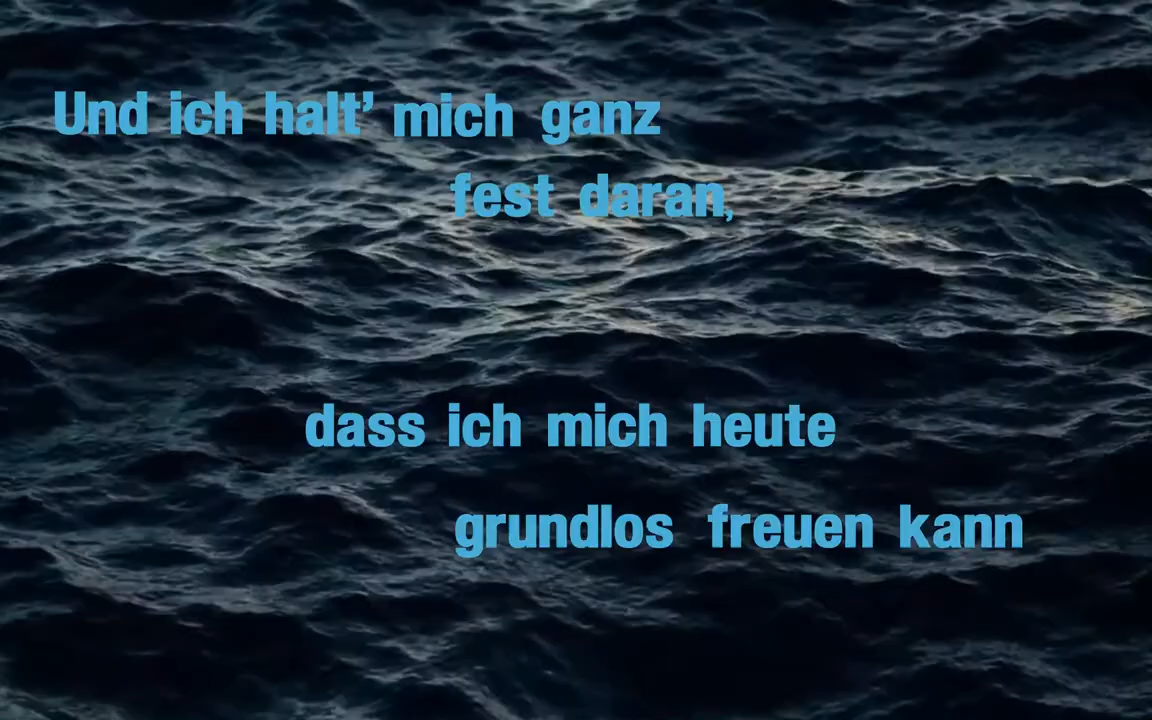 Und ich halt’ mich ganz
fest daran,
dass ich mich heute
grundlos freuen kann